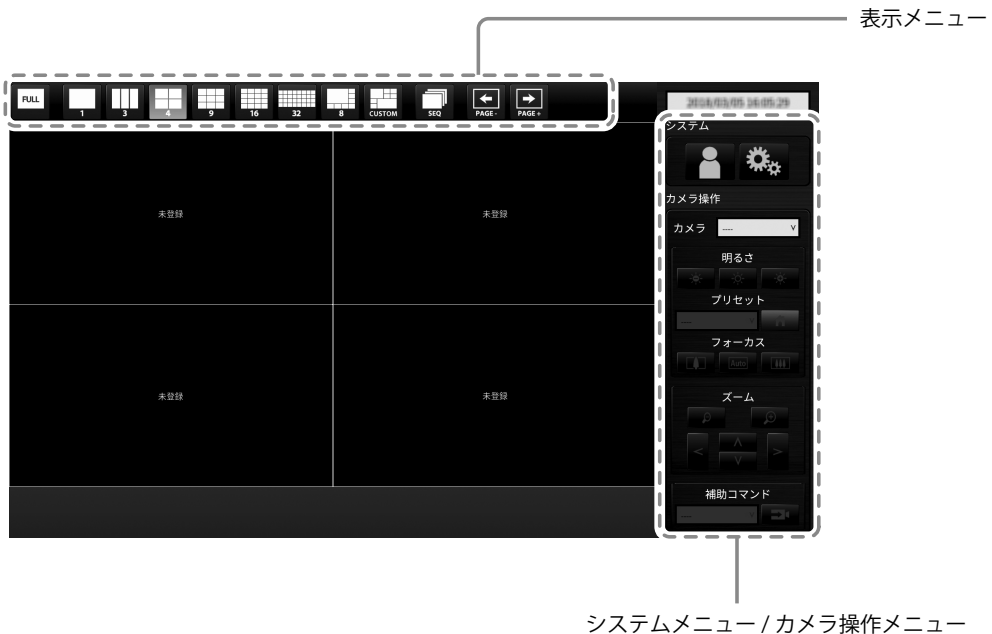 表示メニュー
FULL
1
3
4
9
16
32
8
CUSTOM
SEQ
PAGE -
PAGE +
2018/03/05 16:05:29
システム
カメラ操作
カメラ
----
明るさ
プリセット
----
フォーカス
Auto
ズーム
補助コマンド
----
未登録
未登録
未登録
未登録
システムメニュー / カメラ操作メニュー